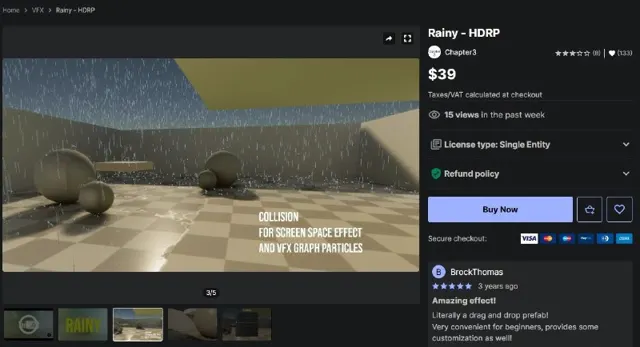 Home > VFX > Rainy - HDRP
Rainy - HDRP
Chapter3
(8) | (133)
$39
Taxes/VAT calculated at checkout
15 views in the past week
License type: Single Entity
Refund policy
Buy Now
Secure checkout:
VISA
COLLISION
FOR SCREEN SPACE EFFECT
AND VFX GRAPH PARTICLES
3/5
RAINY
B BrockThomas
3 years ago
Amazing effect!
Literally a drag and drop prefab!
Very convenient for beginners, provides some
customization as well!